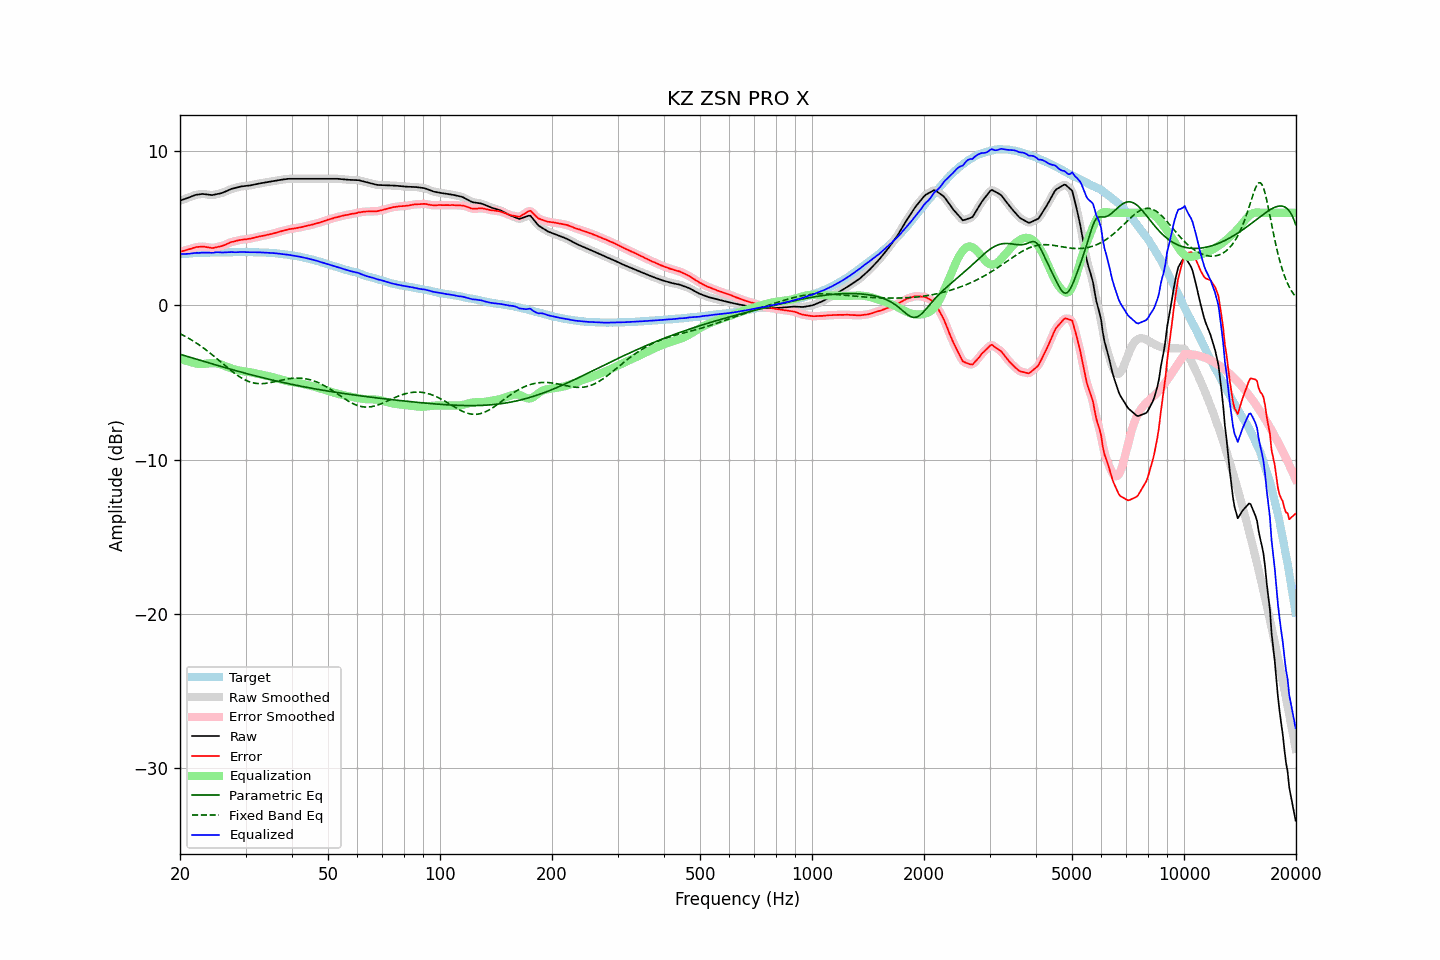 KZ ZSN PRO X
10
0
−10
−20
−30
Amplitude (dBr)
Target
Raw Smoothed
Error Smoothed
Raw
Error
Equalization
Parametric Eq
Fixed Band Eq
Equalized
20 50 100 200 500 1000 2000 5000 10000 20000
Frequency (Hz)